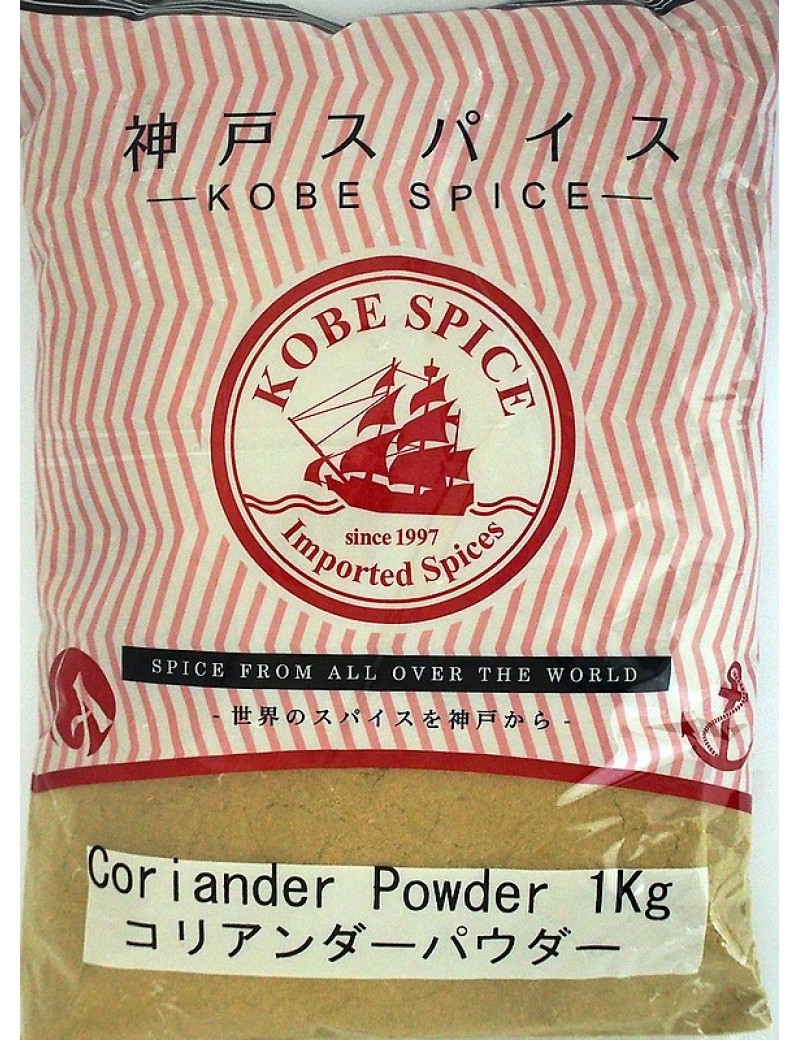 神戸スパイス
KOBE SPICE
KOBE SPICE
since 1997
Imported Spices
SPICE FROM ALL OVER THE WORLD
- 世界のスパイスを神戸から -
A
Coriander Powder 1Kg
コリアンダーパウダー